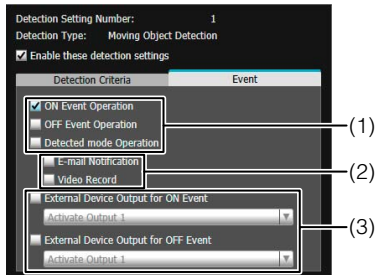 Detection Setting Number: 1
Detection Type: Moving Object Detection
Enable these detection settings
Detection Criteria Event
ON Event Operation
OFF Event Operation
Detected mode Operation
(1)
E-mail Notification
Video Record
(2)
External Device Output for ON Event
Activate Output 1
External Device Output for OFF Event
Activate Output 1
(3)